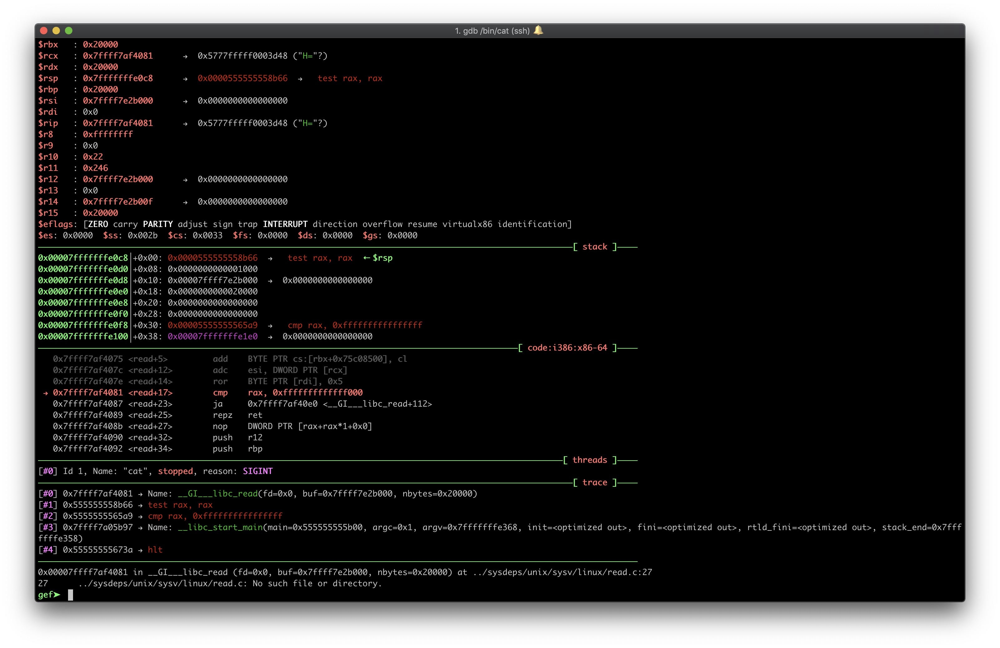 1. gdb /bin/cat (ssh) 🔔
$rbx   : 0x20000
$rcx   : 0x7ffff7af4081      →  0x5777fffff0003d48 ("H="?)
$rdx   : 0x20000
$rsp   : 0x7fffffffe0c8      →  0x0000555555558b66  →   test rax, rax
$rbp   : 0x20000
$rsi   : 0x7ffff7e2b000      →  0x0000000000000000
$rdi   : 0x0
$rip   : 0x7ffff7af4081      →  0x5777fffff0003d48 ("H="?)
$r8    : 0xffffffff
$r9    : 0x0
$r10   : 0x22
$r11   : 0x246
$r12   : 0x7ffff7e2b000      →  0x0000000000000000
$r13   : 0x0
$r14   : 0x7ffff7e2b00f      →  0x0000000000000000
$r15   : 0x20000
$eflags: [ZERO carry PARITY adjust sign trap INTERRUPT direction overflow resume virtualx86 identification]
$es: 0x0000  $ss: 0x002b  $cs: 0x0033  $fs: 0x0000  $ds: 0x0000  $gs: 0x0000
[ stack ]
0x00007fffffffe0c8│+0x00: 0x0000555555558b66  →   test rax, rax  ← $rsp
0x00007fffffffe0d0│+0x08: 0x0000000000001000
0x00007fffffffe0d8│+0x10: 0x00007ffff7e2b000  →  0x0000000000000000
0x00007fffffffe0e0│+0x18: 0x0000000000020000
0x00007fffffffe0e8│+0x20: 0x0000000000000000
0x00007fffffffe0f0│+0x28: 0x0000000000000000
0x00007fffffffe0f8│+0x30: 0x00005555555565a9  →   cmp rax, 0xffffffffffffffff
0x00007fffffffe100│+0x38: 0x00007fffffffe1e0  →  0x0000000000000000
[ code:i386:x86-64 ]
0x7ffff7af4075 <read+5>         add    BYTE PTR cs:[rbx+0x75c08500], cl
0x7ffff7af407c <read+12>        adc    esi, DWORD PTR [rcx]
0x7ffff7af407e <read+14>        ror    BYTE PTR [rdi], 0x5
→ 0x7ffff7af4081 <read+17>        cmp    rax, 0xfffffffffffff000
0x7ffff7af4087 <read+23>        ja     0x7ffff7af40e0 <__GI___libc_read+112>
0x7ffff7af4089 <read+25>        repz   ret
0x7ffff7af408b <read+27>        nop    DWORD PTR [rax+rax*1+0x0]
0x7ffff7af4090 <read+32>        push   r12
0x7ffff7af4092 <read+34>        push   rbp
[ threads ]
[#0] Id 1, Name: "cat", stopped, reason: SIGINT
[ trace ]
[#0] 0x7ffff7af4081 → Name: __GI___libc_read(fd=0x0, buf=0x7ffff7e2b000, nbytes=0x20000)
[#1] 0x555555558b66 → test rax, rax
[#2] 0x5555555565a9 → cmp rax, 0xffffffffffffffff
[#3] 0x7ffff7a05b97 → Name: __libc_start_main(main=0x555555555b00, argc=0x1, argv=0x7fffffffe368, init=<optimized out>, fini=<optimized out>, rtld_fini=<optimized out>, stack_end=0x7fff
ffffe358)
[#4] 0x55555555673a → hlt
0x00007ffff7af4081 in __GI___libc_read (fd=0x0, buf=0x7ffff7e2b000, nbytes=0x20000) at ../sysdeps/unix/sysv/linux/read.c:27
27      ../sysdeps/unix/sysv/linux/read.c: No such file or directory.
gef➤